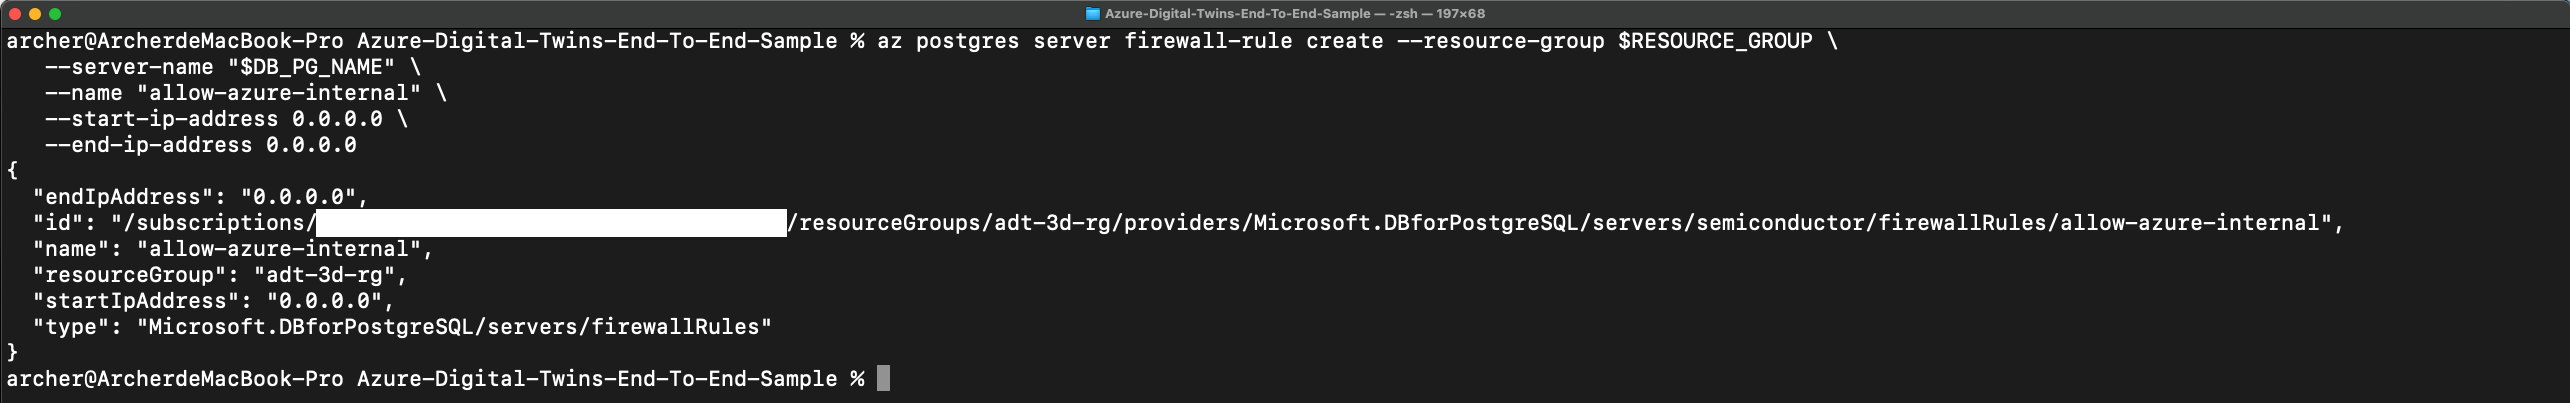 Azure-Digital-Twins-End-To-End-Sample — -zsh — 197×68
archer@ArcherdeMacBook-Pro Azure-Digital-Twins-End-To-End-Sample % az postgres server firewall-rule create --resource-group $RESOURCE_GROUP \
--server-name "$DB_PG_NAME" \
--name "allow-azure-internal" \
--start-ip-address 0.0.0.0 \
--end-ip-address 0.0.0.0
{
"endIpAddress": "0.0.0.0",
"id": "/subscriptions/ /resourceGroups/adt-3d-rg/providers/Microsoft.DBforPostgreSQL/servers/semiconductor/firewallRules/allow-azure-internal",
"name": "allow-azure-internal",
"resourceGroup": "adt-3d-rg",
"startIpAddress": "0.0.0.0",
"type": "Microsoft.DBforPostgreSQL/servers/firewallRules"
}
archer@ArcherdeMacBook-Pro Azure-Digital-Twins-End-To-End-Sample %